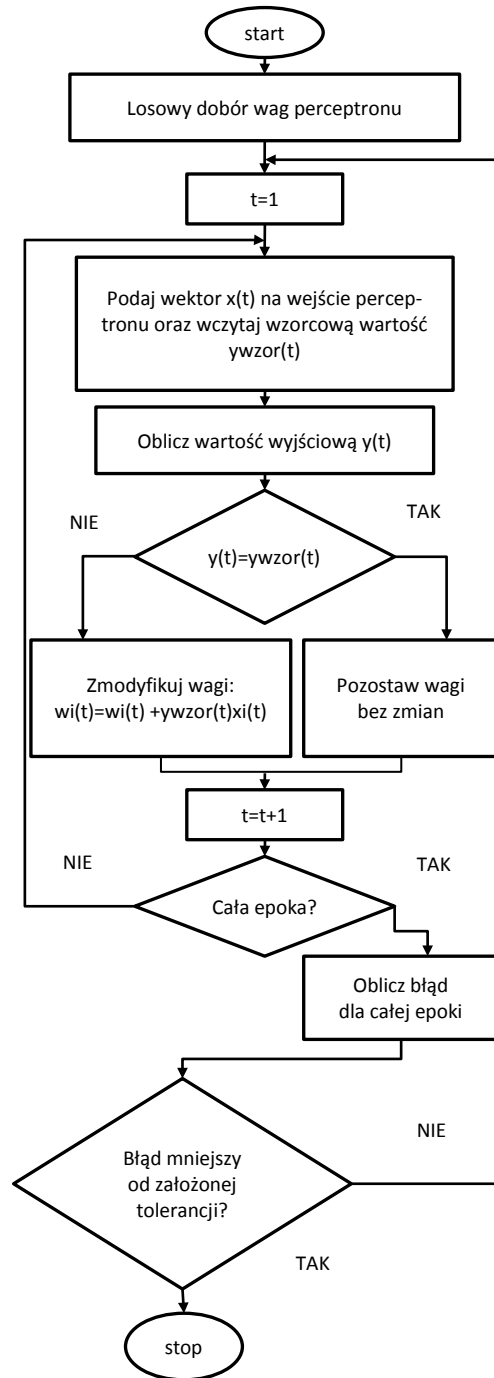 start
Losowy dobór wag perceptronu
t=1
Podaj wektor x(t) na wejście percep-
tronu oraz wczytaj wzorcową wartość
ywzor(t)
Oblicz wartość wyjściową y(t)
NIE
TAK
y(t)=ywzor(t)
Zmodyfikuj wagi:
wi(t)=wi(t) +ywzor(t)xi(t)
Pozostaw wagi
bez zmian
t=t+1
NIE
TAK
Cała epoka?
Oblicz błąd
dla całej epoki
NIE
Błąd mniejszy
od założonej
tolerancji?
TAK
stop